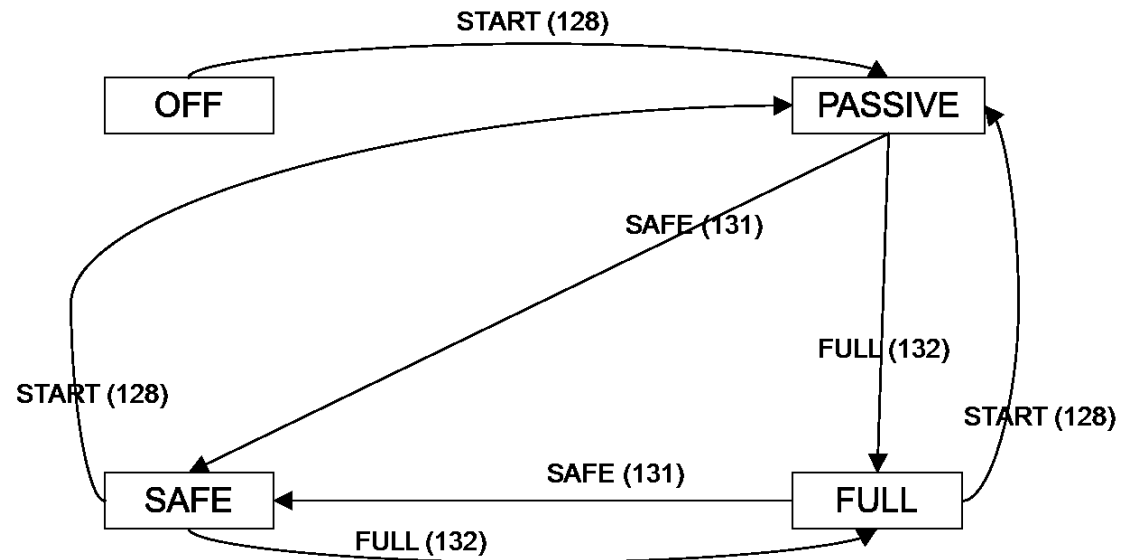 START (128)
OFF
PASSIVE
SAFE (131)
FULL (132)
START (128)
START (128)
SAFE (131)
SAFE
FULL
FULL (132)